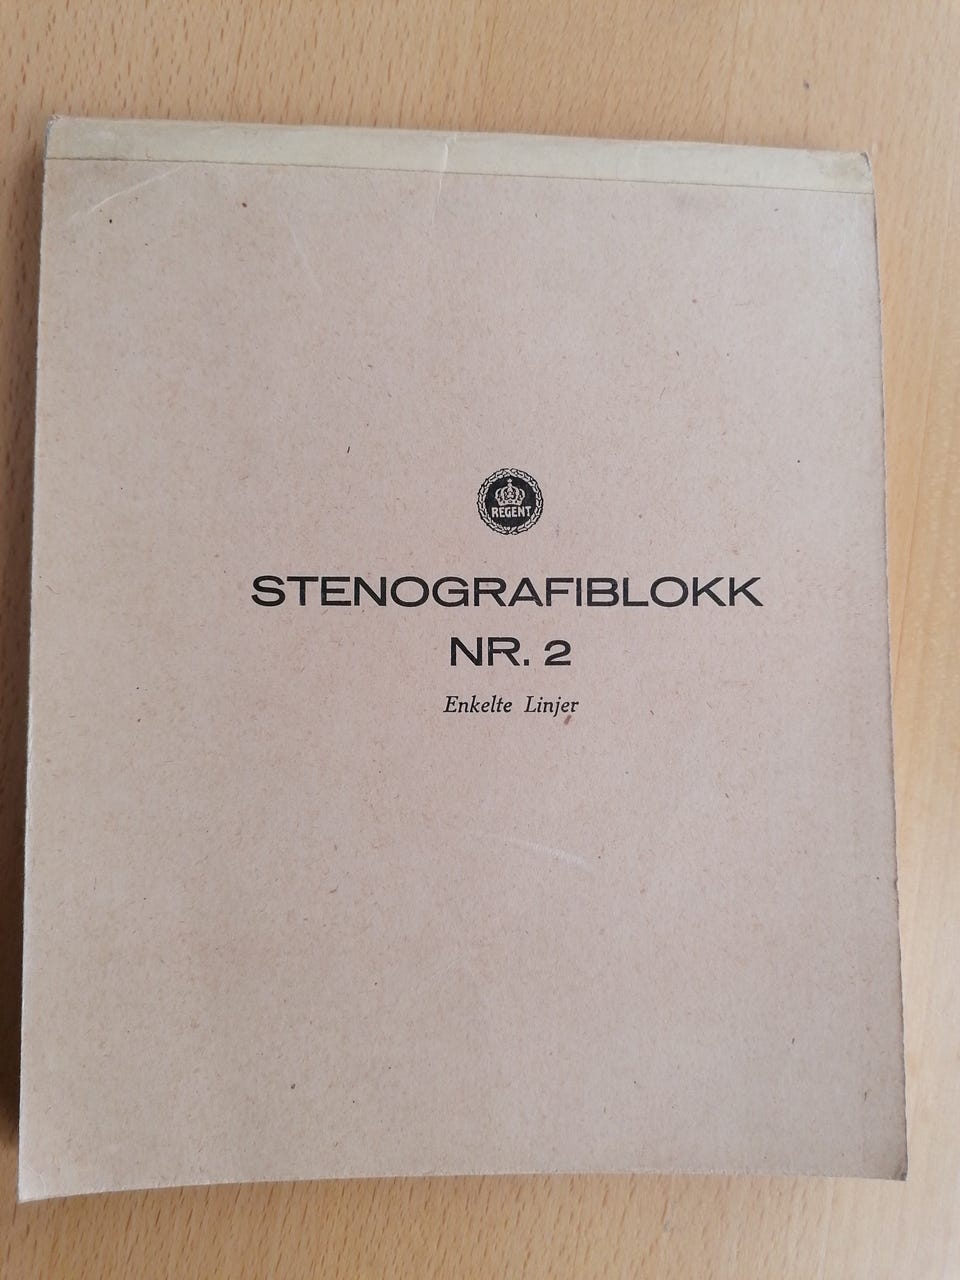 REGENT
STENOGRAFIBLOKK
NR. 2
Enkelte Linjer